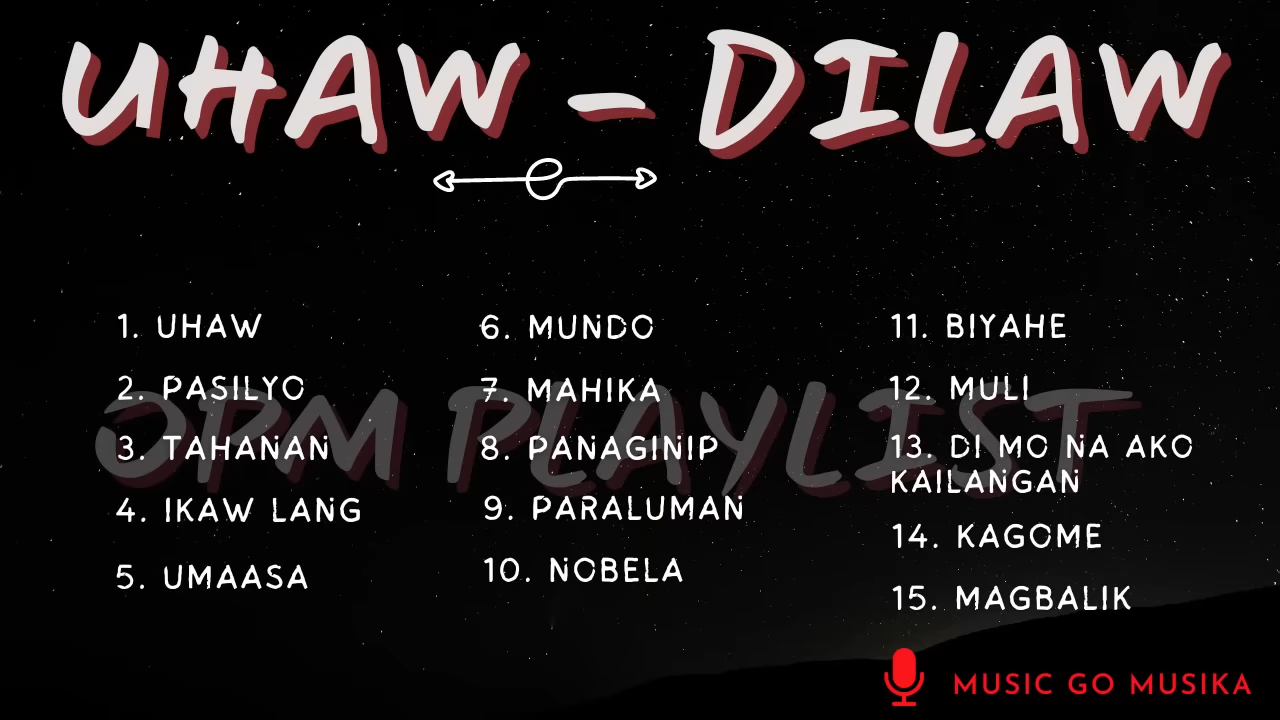 UHAW - DILAW
OPM PLAYLIST
1. UHAW
2. PASILYO
3. TAHANAN
4. IKAW LANG
5. UMAASA
6. MUNDO
7. MAHIKA
8. PANAGINIP
9. PARALUMAN
10. NOBELA
11. BIYAHE
12. MULI
13. DI MO NA AKO
KAILANGAN
14. KAGOME
15. MAGBALIK
MUSIC GO MUSIKA